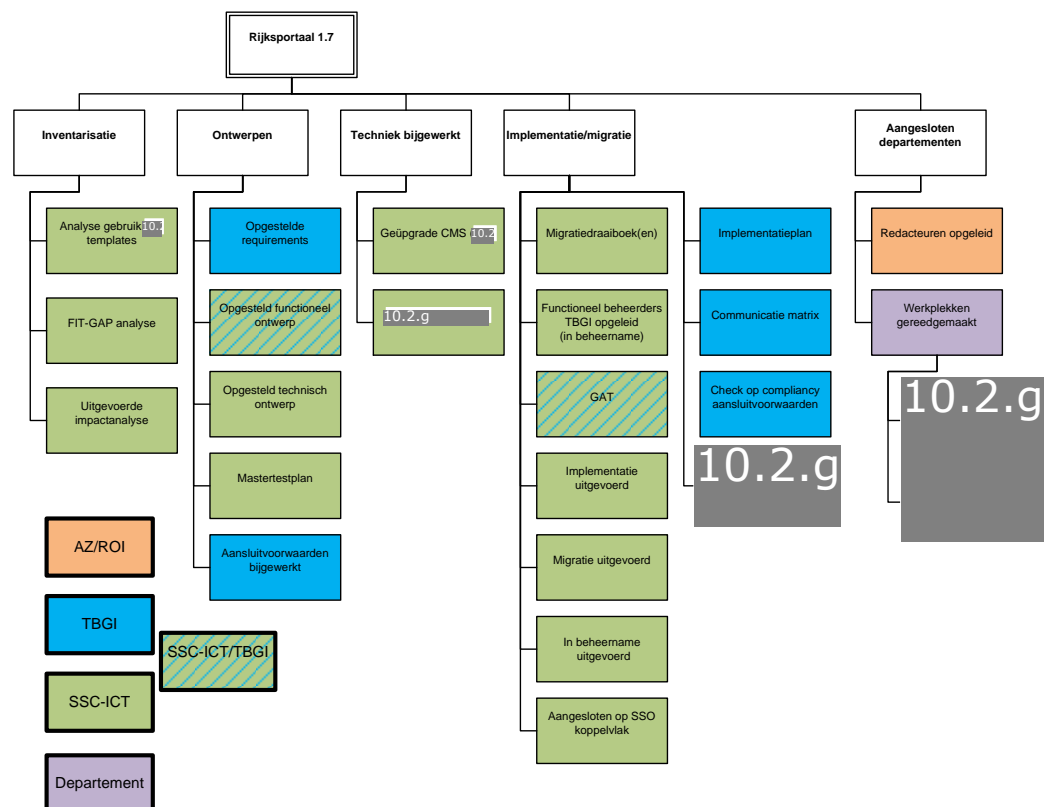 Rijksportaal 1.7
Inventarisatie
Ontwerpen
Techniek bijgewerkt
Implementatie/migratie
Aangesloten
departementen
Analyse gebruik
10.2
templates
FIT-GAP analyse
Uitgevoerde
impactanalyse
Opgestelde
requirements
Opgesteld functioneel
ontwerp
Opgesteld technisch
ontwerp
Mastertestplan
Aansluitvoorwaarden
bijgewerkt
Geüpgrade CMS
10.2
10.2.g
Migratiedraaiboek(en)
Functioneel beheerders
TBGI opgeleid
(in beheername)
GAT
Implementatie
uitgevoerd
Migratie uitgevoerd
In beheername
uitgevoerd
Aangesloten op SSO
koppelvlak
Implementatieplan
Communicatie matrix
Check op compliancy
aansluitvoorwaarden
10.2.g
Redacteuren opgeleid
Werkplekken
gereedgemaakt
10.2.g
AZ/ROI
TBGI
SSC-ICT/TBGI
SSC-ICT
Departement